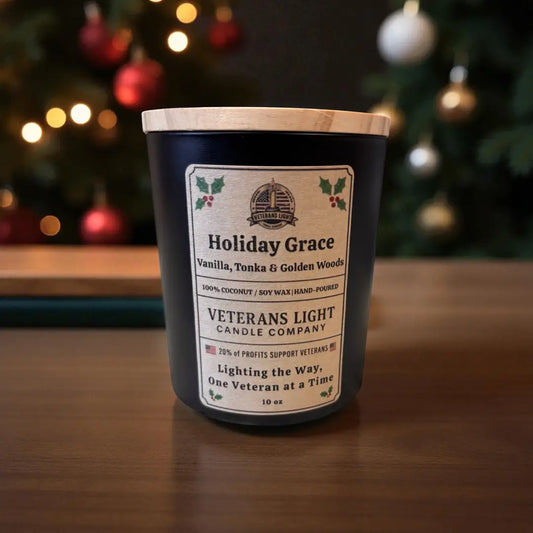 VETERANS LIGHT
Holiday Grace
Vanilla, Tonka & Golden Woods
100% COCONUT / SOY WAX | HAND-POURED
VETERANS LIGHT
CANDLE COMPANY
20% of PROFITS SUPPORT VETERANS
Lighting the Way,
One Veteran at a Time
10 oz